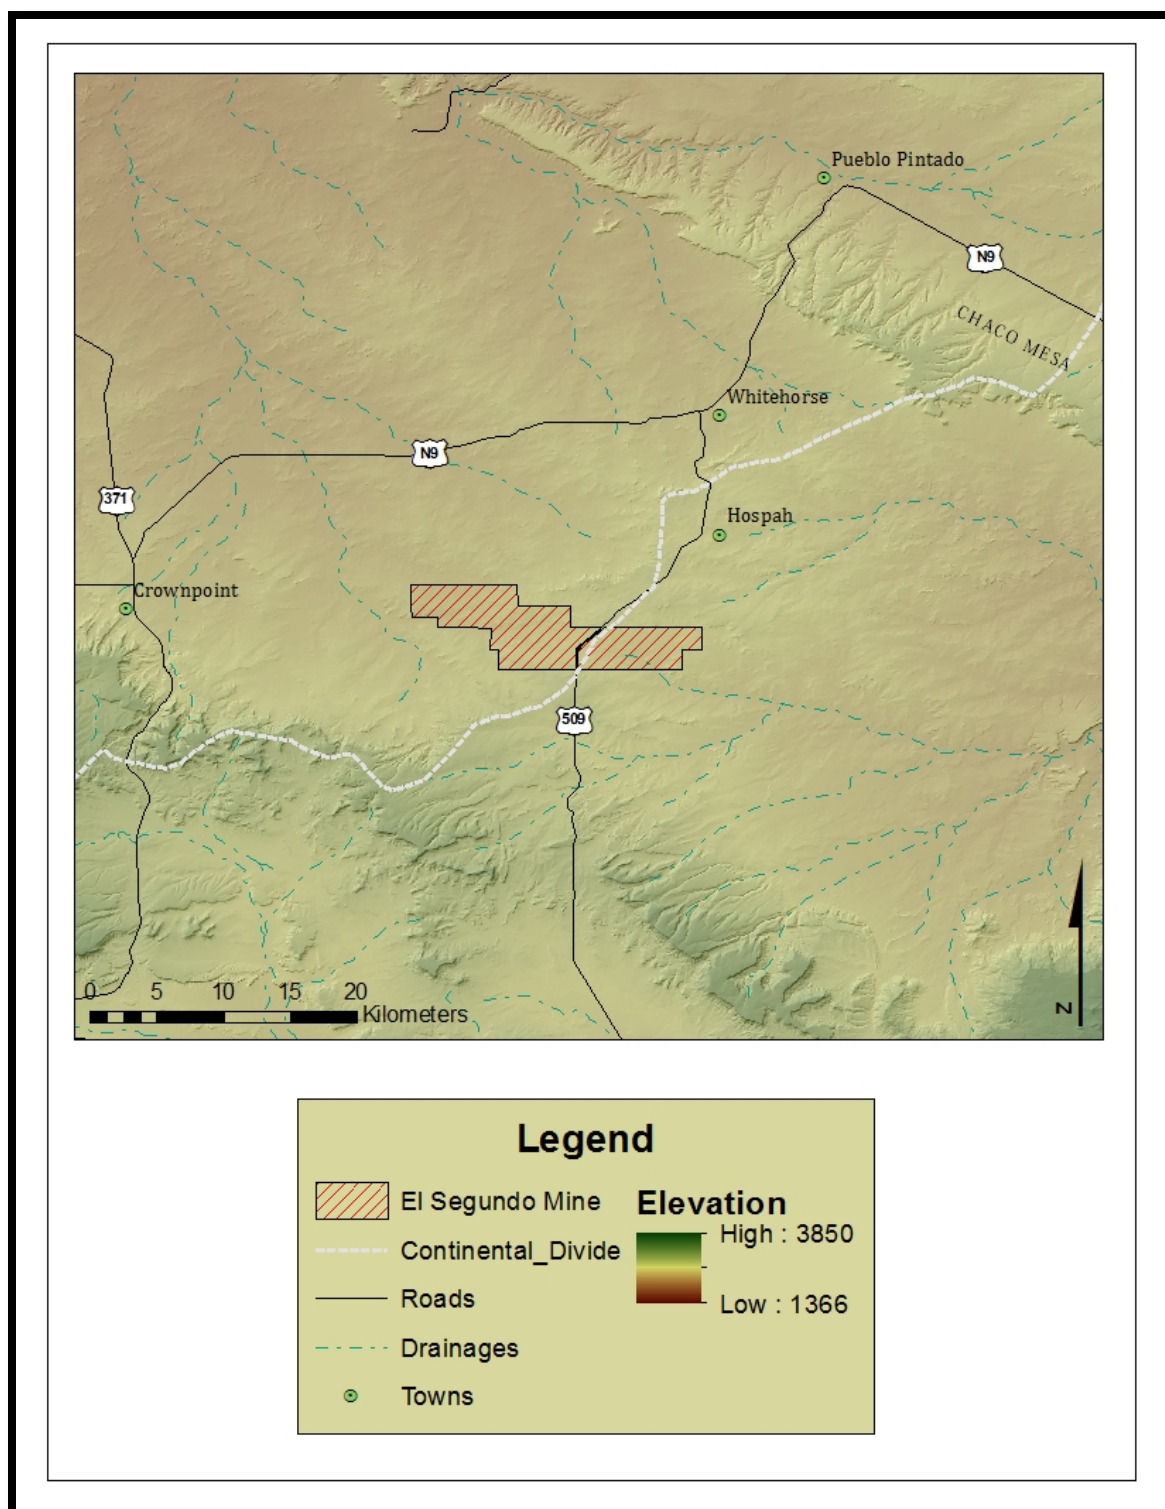 Pueblo Pintado
N9
CHACO MESA
Whitehorse
N9
371
Hospah
Crownpoint
509
0 5 10 15 20
Kilometers
N
Legend
El Segundo Mine
Continental_Divide
Roads
Drainages
Towns
Elevation
High : 3850
Low : 1366